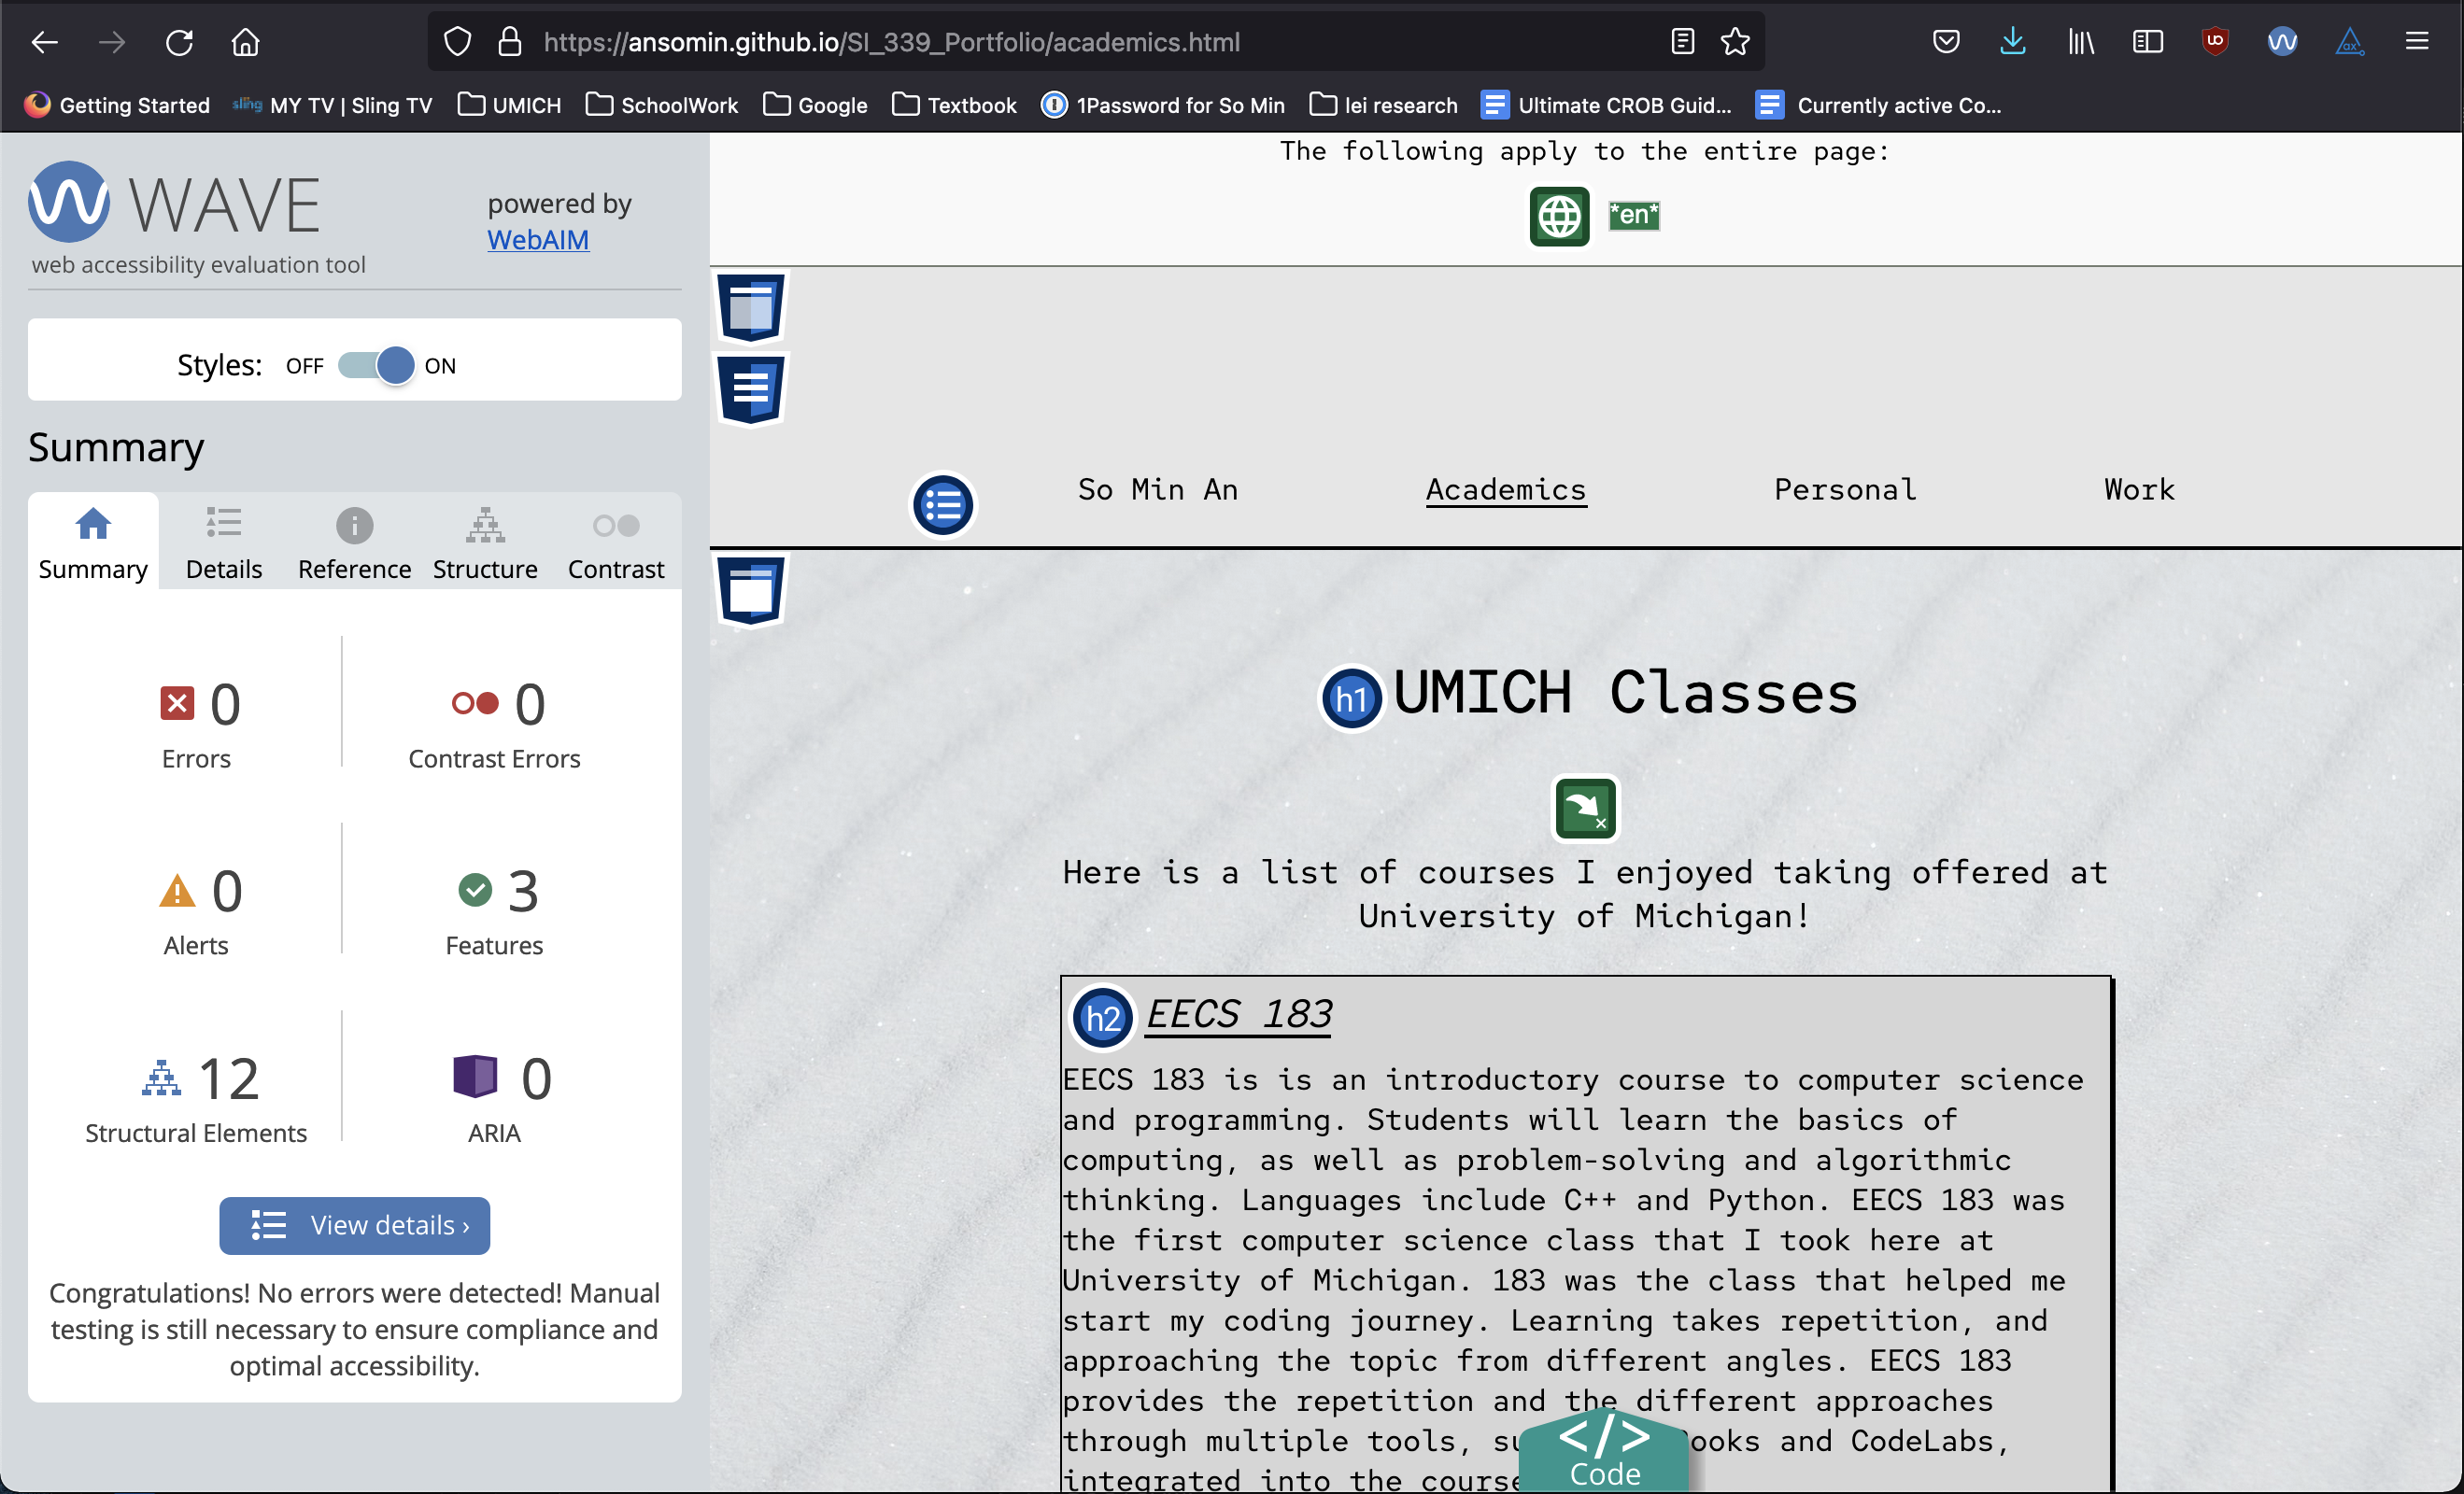 https://ansomin.github.io/SI_339_Portfolio/academics.html
Getting Started
sling MY TV | Sling TV
UMICH
SchoolWork
Google
Textbook
1Password for So Min
lei research
Ultimate CROB Guid...
Currently active Co...
WAVE
web accessibility evaluation tool
powered by
WebAIM
Styles: OFF ON
Summary
Summary
Details
Reference
Structure
Contrast
0
Errors
0
Contrast Errors
0
Alerts
3
Features
12
Structural Elements
0
ARIA
View details ›
Congratulations! No errors were detected! Manual
testing is still necessary to ensure compliance and
optimal accessibility.
The following apply to the entire page:
*en*
So Min An
Academics
Personal
Work
h1 UMICH Classes
Here is a list of courses I enjoyed taking offered at
University of Michigan!
h2 EECS 183
EECS 183 is is an introductory course to computer science
and programming. Students will learn the basics of
computing, as well as problem-solving and algorithmic
thinking. Languages include C++ and Python. EECS 183 was
the first computer science class that I took here at
University of Michigan. 183 was the class that helped me
start my coding journey. Learning takes repetition, and
approaching the topic from different angles. EECS 183
provides the repetition and the different approaches
through multiple tools, ooks and CodeLabs,
integrated into the course
</>
Code